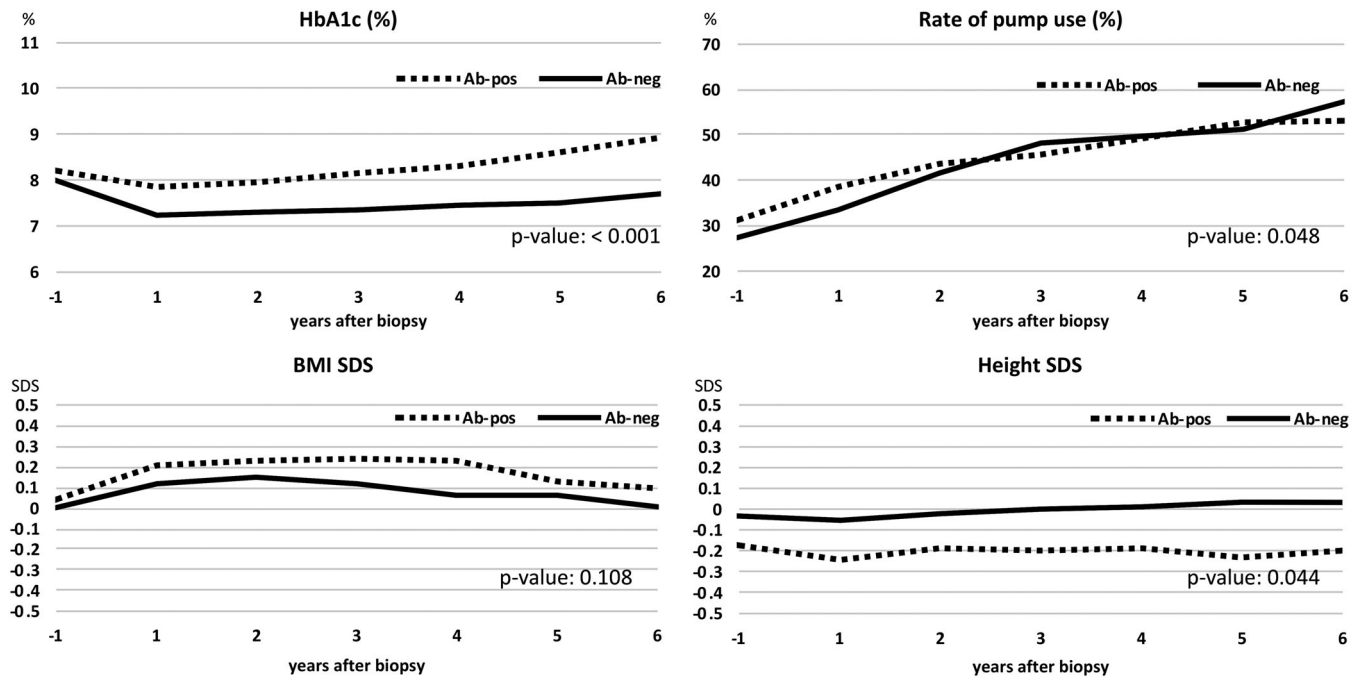 HbA1c (%)
%
11
10
9
8
7
6
Ab-pos Ab-neg
p-value: < 0.001
-1 1 2 3 4 5 6
years after biopsy
Rate of pump use (%)
%
70
60
50
40
30
20
Ab-pos Ab-neg
p-value: 0.048
-1 1 2 3 4 5 6
years after biopsy
BMI SDS
SDS
0.5
0.4
0.3
0.2
0.1
0
-0.1
-0.2
-0.3
-0.4
-0.5
Ab-pos Ab-neg
p-value: 0.108
-1 1 2 3 4 5 6
years after biopsy
Height SDS
SDS
0.5
0.4
0.3
0.2
0.1
0
-0.1
-0.2
-0.3
-0.4
-0.5
Ab-pos Ab-neg
p-value: 0.044
-1 1 2 3 4 5 6
years after biopsy